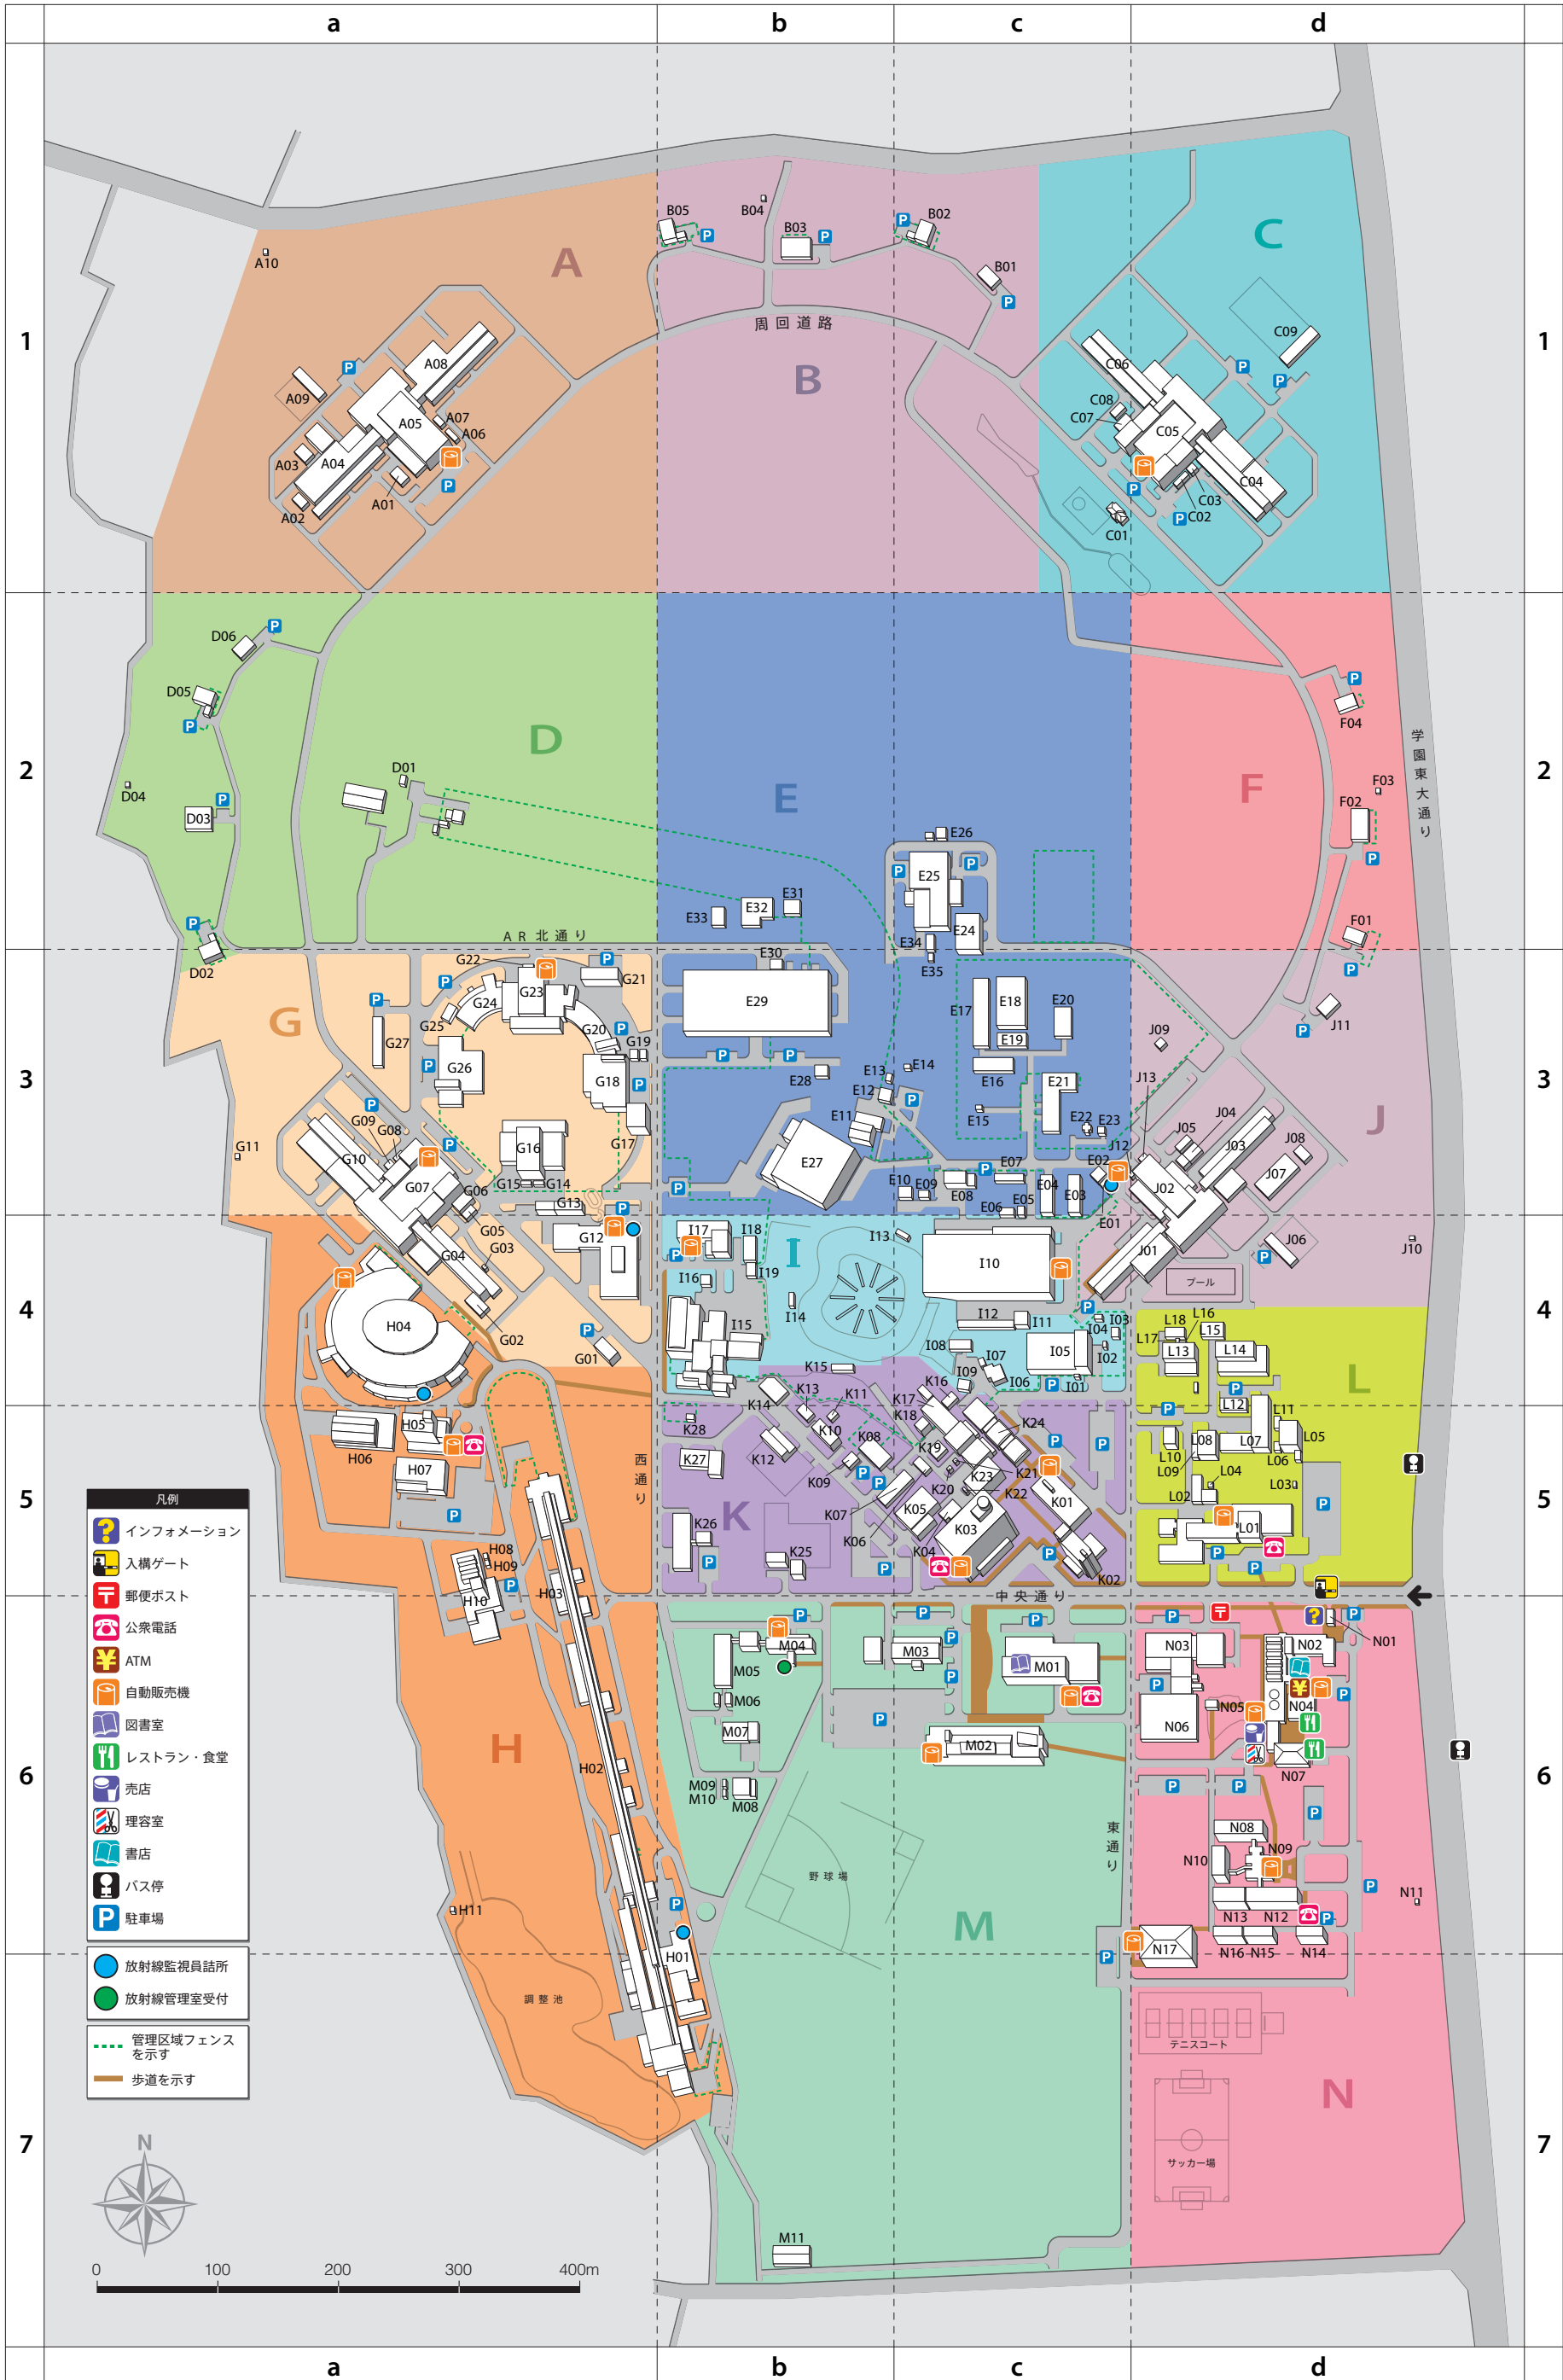 a
b
c
d
1
1
A
B
C
A10
B05
B04
B03
B02
B01
周回道路
P
P
P
P
P
A08
A09
A05
A07
A06
A03
A04
A02
A01
P
P
C09
C06
C08
C07
C05
C04
C03
C02
C01
P
P
P
P
2
2
D
E
F
学園東大通り
D06
D05
D04
D03
D02
D01
P
P
P
P
E26
E25
E24
E31
E32
E33
E34
E35
P
P
F04
F03
F02
F01
P
P
P
AR北通り
3
3
G
J
G22
G23
G21
G24
G25
G20
G19
G27
G26
G18
G17
G16
G15
G14
G13
G11
G10
G09
G08
G07
G06
G05
G12
G04
G03
G02
G01
P
P
P
P
P
P
P
P
P
P
E30
E29
E28
E27
E13
E12
E11
E14
E17
E18
E19
E20
E16
E15
E21
E22
E23
E10
E09
E08
E07
E06
E05
E04
E03
E02
E01
P
P
P
P
P
J09
J11
J13
J12
J05
J04
J03
J08
J07
J02
J01
J06
J10
プール
P
P
4
4
I
L
H04
I17
I18
I19
I16
I15
I14
I13
I10
I12
I11
I08
I07
I09
I06
I05
I04
I03
I02
I01
P
P
P
L18
L16
L17
L15
L13
L14
L12
L11
L10
L09
L08
L07
L06
L05
L04
L03
L02
L01
P
P
P
P
P
5
5
K
H05
H06
H07
H08
H09
H10
H03
P
P
西通り
K15
K14
K13
K11
K10
K12
K28
K27
K26
K25
K16
K17
K18
K19
K08
K09
K07
K06
K05
K04
K03
K20
K21
K22
K23
K24
K01
K02
P
P
P
P
P
P
P
中央通り
凡例
? インフォメーション
入構ゲート
〒 郵便ポスト
公衆電話
¥ ATM
自動販売機
図書室
レストラン・食堂
売店
理容室
書店
バス停
P 駐車場
放射線監視員詰所
放射線管理室受付
管理区域フェンス
を示す
歩道を示す
6
6
H
M
H02
H11
H01
調整池
P
M04
M05
M06
M07
M09
M10
M08
M03
M01
M02
野球場
東通り
P
P
P
P
P
P
N01
N02
N03
N04
N05
N06
N07
N08
N09
N10
N11
N12
N13
N14
N15
N16
N17
〒
?
¥
P
P
P
P
P
P
P
P
P
P
7
7
N
テニスコート
サッカー場
M11
N
0
100
200
300
400m
a
b
c
d